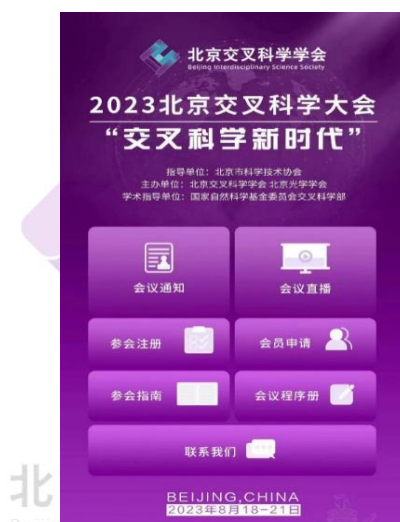 北京交叉科学学会
Beijing Interdisciplinary Science Society
2023北京交叉科学大会
“交叉科学新时代”
指导单位：北京市科学技术协会
主办单位：北京交叉科学学会 北京光学学会
学术指导单位：国家自然科学基金委员会交叉科学部
会议通知
会议直播
参会注册
会员申请
参会指南
会议程序册
联系我们
北
BEIJING,CHINA
2023年8月18-21日